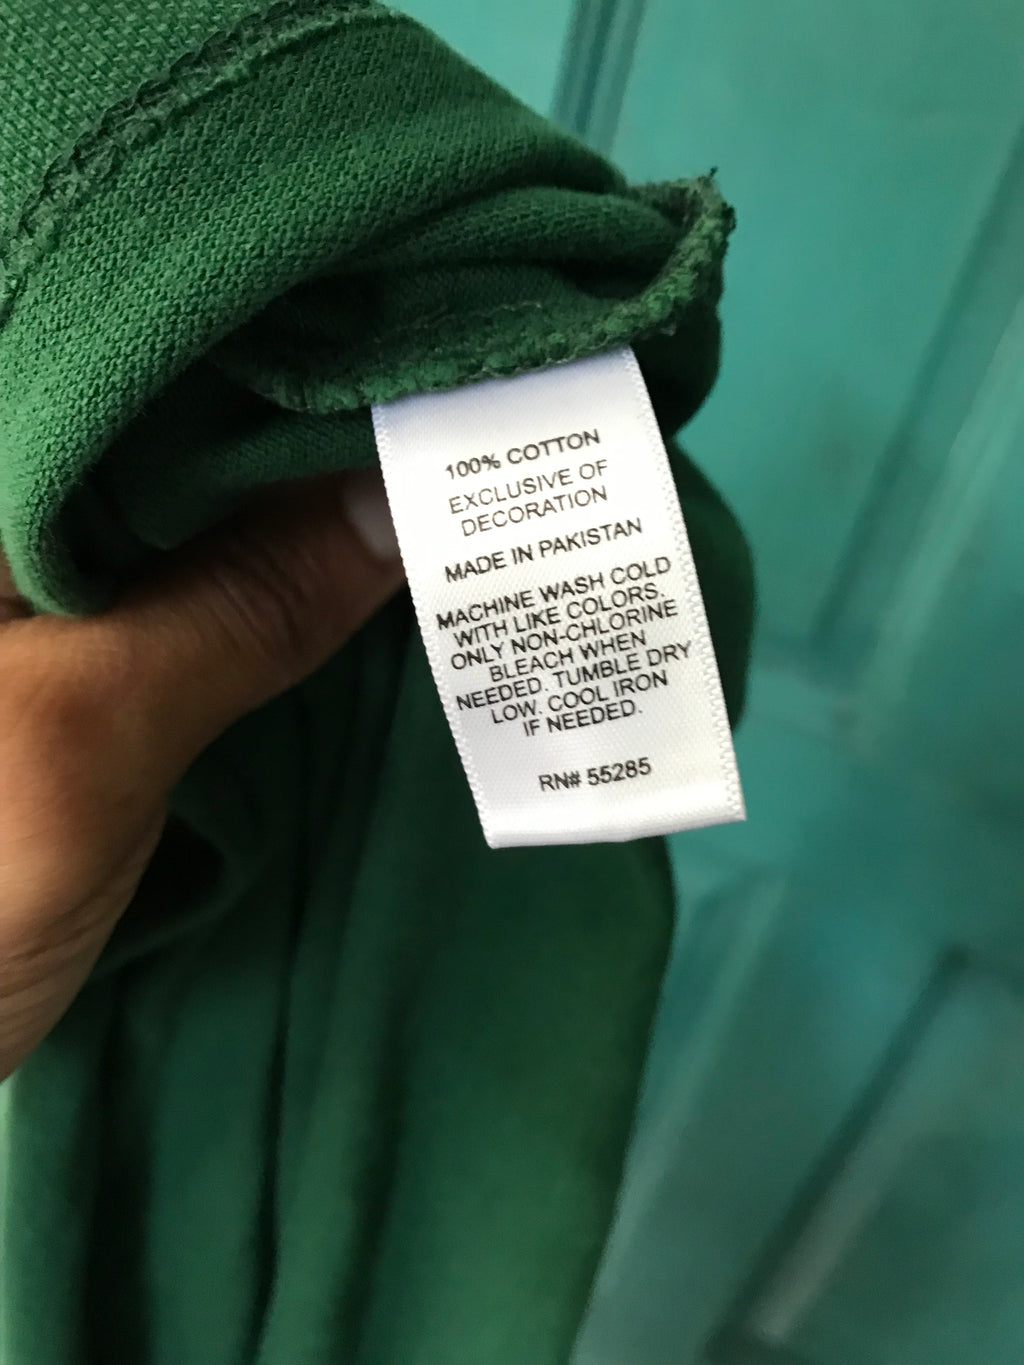 100% COTTON
EXCLUSIVE OF
DECORATION
MADE IN PAKISTAN
MACHINE WASH COLD
WITH LIKE COLORS.
ONLY NON-CHLORINE
BLEACH WHEN
NEEDED. TUMBLE DRY
LOW. COOL IRON
IF NEEDED.
RN# 55285